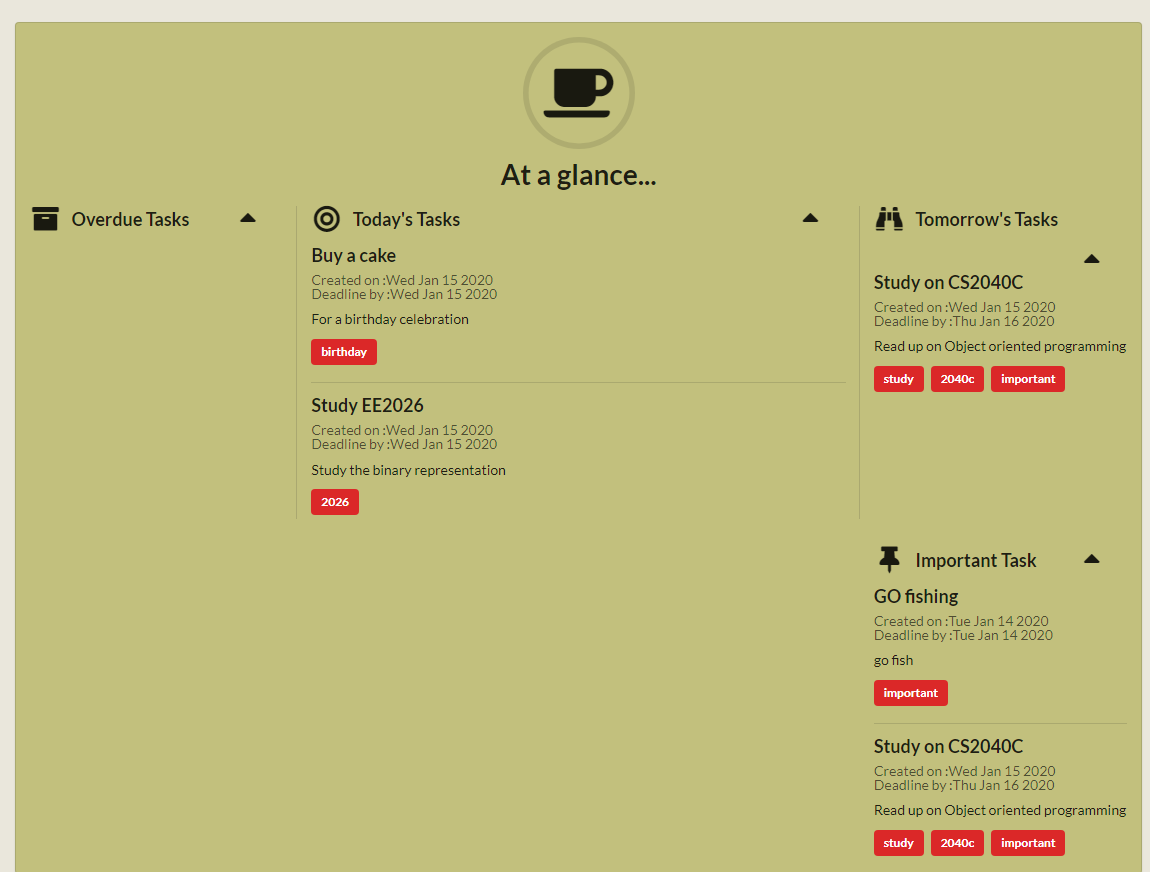 At a glance...
Overdue Tasks
Today's Tasks
Buy a cake
Created on :Wed Jan 15 2020
Deadline by :Wed Jan 15 2020
For a birthday celebration
birthday
Study EE2026
Created on :Wed Jan 15 2020
Deadline by :Wed Jan 15 2020
Study the binary representation
2026
Tomorrow's Tasks
Study on CS2040C
Created on :Wed Jan 15 2020
Deadline by :Thu Jan 16 2020
Read up on Object oriented programming
study 2040c important
Important Task
GO fishing
Created on :Tue Jan 14 2020
Deadline by :Tue Jan 14 2020
go fish
important
Study on CS2040C
Created on :Wed Jan 15 2020
Deadline by :Thu Jan 16 2020
Read up on Object oriented programming
study 2040c important